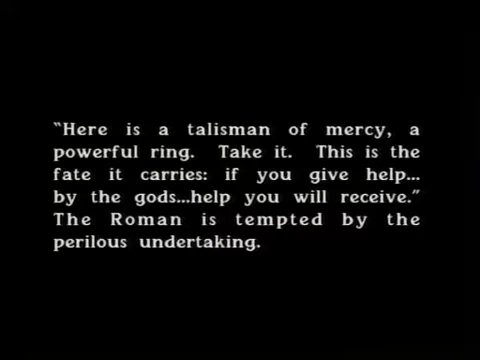 “Here is a talisman of mercy, a
powerful ring. Take it. This is the
fate it carries: if you give help...
by the gods...help you will receive.”
The Roman is tempted by the
perilous undertaking.